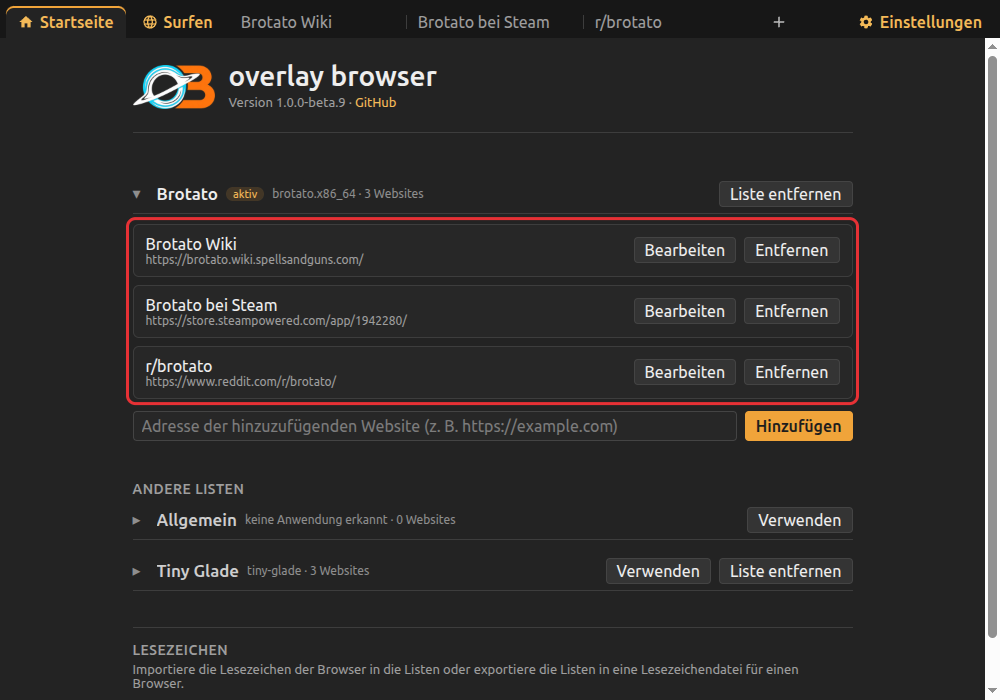 Startseite
Surfen
Brotato Wiki
Brotato bei Steam
r/brotato
+
Einstellungen
overlay browser
Version 1.0.0-beta.9 · GitHub
Brotato aktiv brotato.x86_64 · 3 Websites
Liste entfernen
Brotato Wiki
https://brotato.wiki.spellsandguns.com/
Bearbeiten
Entfernen
Brotato bei Steam
https://store.steampowered.com/app/1942280/
Bearbeiten
Entfernen
r/brotato
https://www.reddit.com/r/brotato/
Bearbeiten
Entfernen
Adresse der hinzuzufügenden Website (z. B. https://example.com)
Hinzufügen
ANDERE LISTEN
Allgemein keine Anwendung erkannt · 0 Websites
Verwenden
Tiny Glade tiny-glade · 3 Websites
Verwenden
Liste entfernen
LESEZEICHEN
Importiere die Lesezeichen der Browser in die Listen oder exportiere die Listen in eine Lesezeichendatei für einen
Browser.